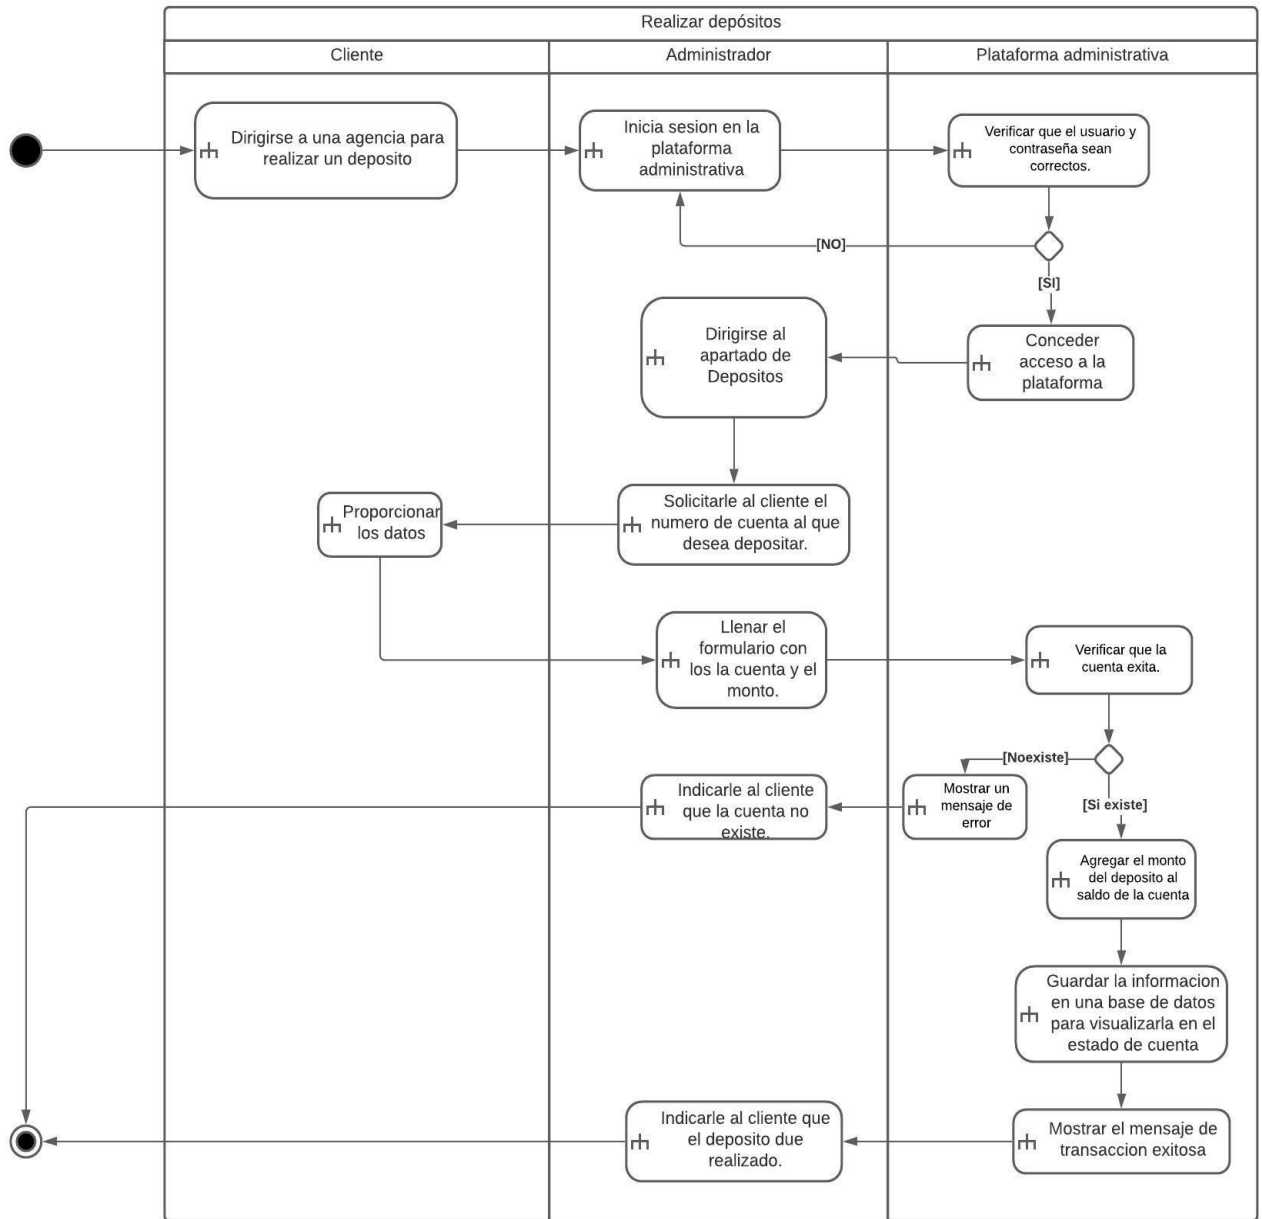 Realizar depósitos
Cliente
Administrador
Plataforma administrativa
Dirigirse a una agencia para
realizar un deposito
Inicia sesion en la
plataforma
administrativa
Verificar que el usuario y
contraseña sean
correctos.
[NO]
[SI]
Dirigirse al
apartado de
Depositos
Conceder
acceso a la
plataforma
Proporcionar
los datos
Solicitarle al cliente el
numero de cuenta al que
desea depositar.
Llenar el
formulario con
los la cuenta y el
monto.
Verificar que la
cuenta exita.
[Noexiste]
[Si existe]
Indicarle al cliente
que la cuenta no
existe.
Mostrar un
mensaje de
error
Agregar el monto
del deposito al
saldo de la cuenta
Guardar la informacion
en una base de datos
para visualizarla en el
estado de cuenta
Indicarle al cliente que
el deposito due
realizado.
Mostrar el mensaje de
transaccion exitosa